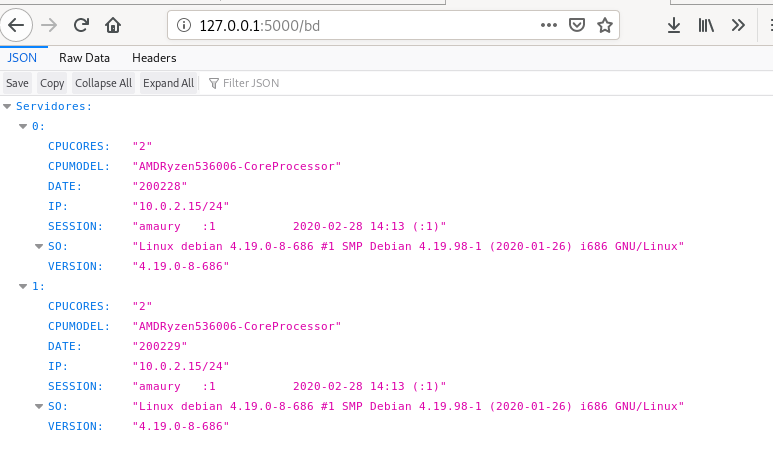 127.0.0.1:5000/bd
JSON Raw Data Headers
Save Copy Collapse All Expand All Filter JSON
Servidores:
0:
CPUCORES: "2"
CPUMODEL: "AMDRyzen536006-CoreProcessor"
DATE: "200228"
IP: "10.0.2.15/24"
SESSION: "amaury   :1           2020-02-28 14:13 (:1)"
SO: "Linux debian 4.19.0-8-686 #1 SMP Debian 4.19.98-1 (2020-01-26) i686 GNU/Linux"
VERSION: "4.19.0-8-686"
1:
CPUCORES: "2"
CPUMODEL: "AMDRyzen536006-CoreProcessor"
DATE: "200229"
IP: "10.0.2.15/24"
SESSION: "amaury   :1           2020-02-28 14:13 (:1)"
SO: "Linux debian 4.19.0-8-686 #1 SMP Debian 4.19.98-1 (2020-01-26) i686 GNU/Linux"
VERSION: "4.19.0-8-686"